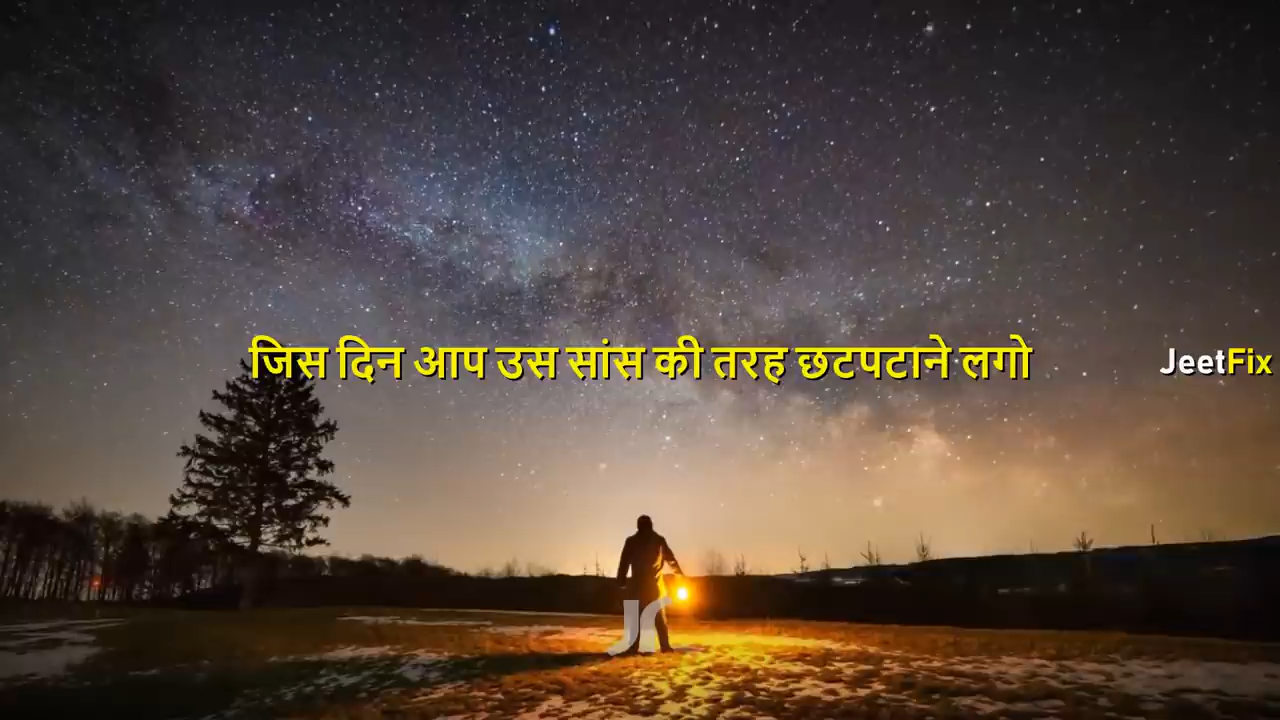 जिस दिन आप उस सांस की तरह छटपटाने लगो
JeetFix